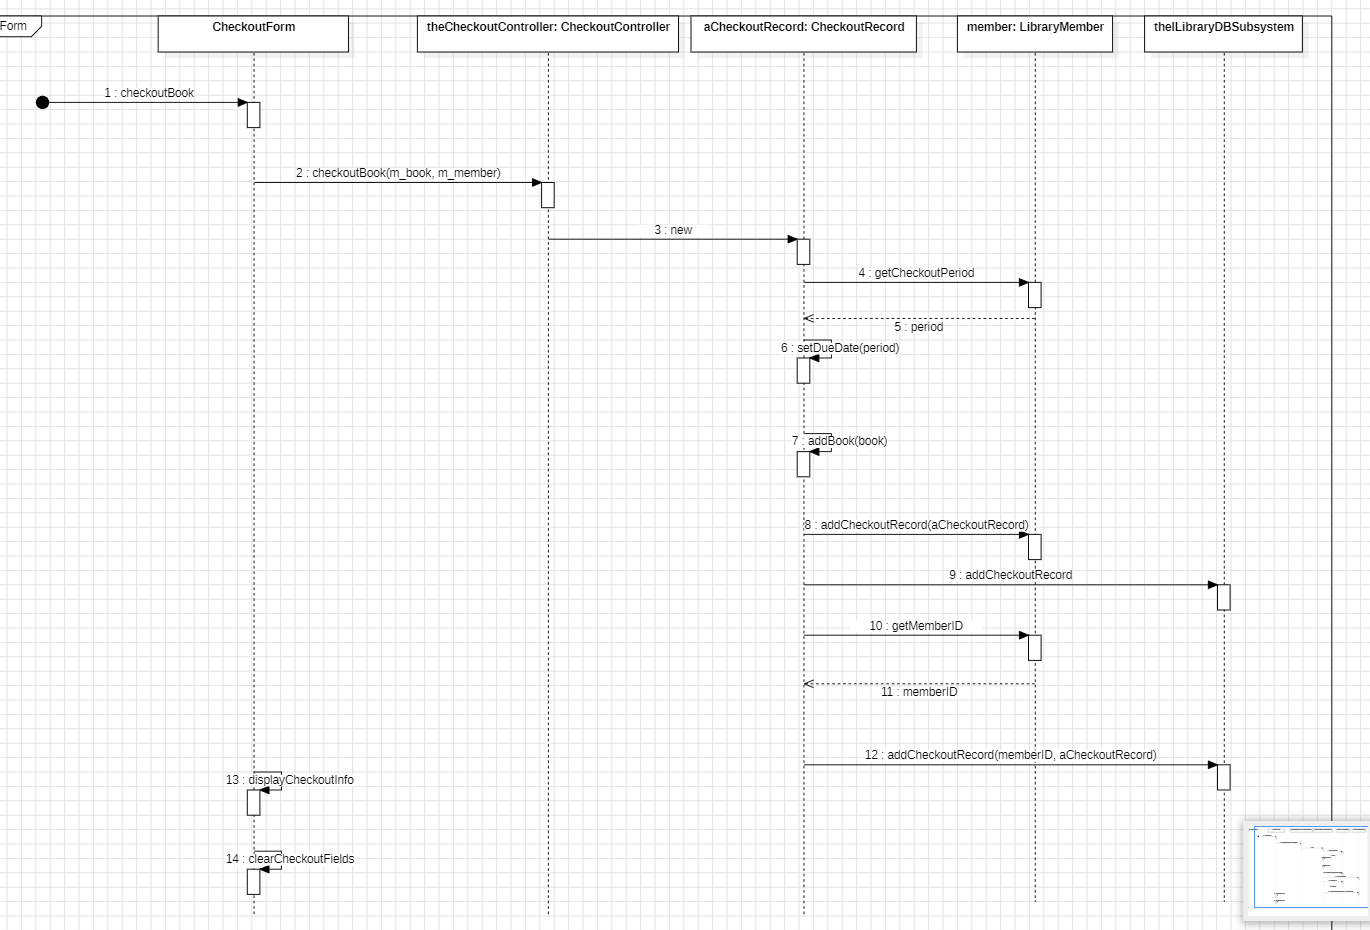 Form
CheckoutForm
theCheckoutController: CheckoutController
aCheckoutRecord: CheckoutRecord
member: LibraryMember
theILibraryDBSubsystem
1 : checkoutBook
2 : checkoutBook(m_book, m_member)
3 : new
4 : getCheckoutPeriod
5 : period
6 : setDueDate(period)
7 : addBook(book)
8 : addCheckoutRecord(aCheckoutRecord)
9 : addCheckoutRecord
10 : getMemberID
11 : memberID
12 : addCheckoutRecord(memberID, aCheckoutRecord)
13 : displayCheckoutInfo
14 : clearCheckoutFields